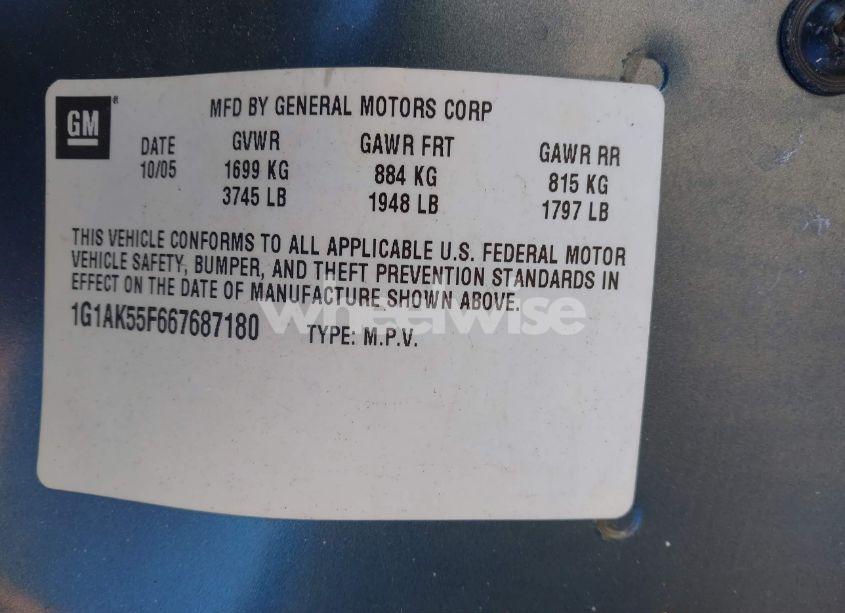 GM®
MFD BY GENERAL MOTORS CORP
DATE GVWR GAWR FRT GAWR RR
10/05 1699 KG 884 KG 815 KG
3745 LB 1948 LB 1797 LB
THIS VEHICLE CONFORMS TO ALL APPLICABLE U.S. FEDERAL MOTOR
VEHICLE SAFETY, BUMPER, AND THEFT PREVENTION STANDARDS IN
EFFECT ON THE DATE OF MANUFACTURE SHOWN ABOVE.
1G1AK55F667687180 TYPE: M.P.V.
wheelwise